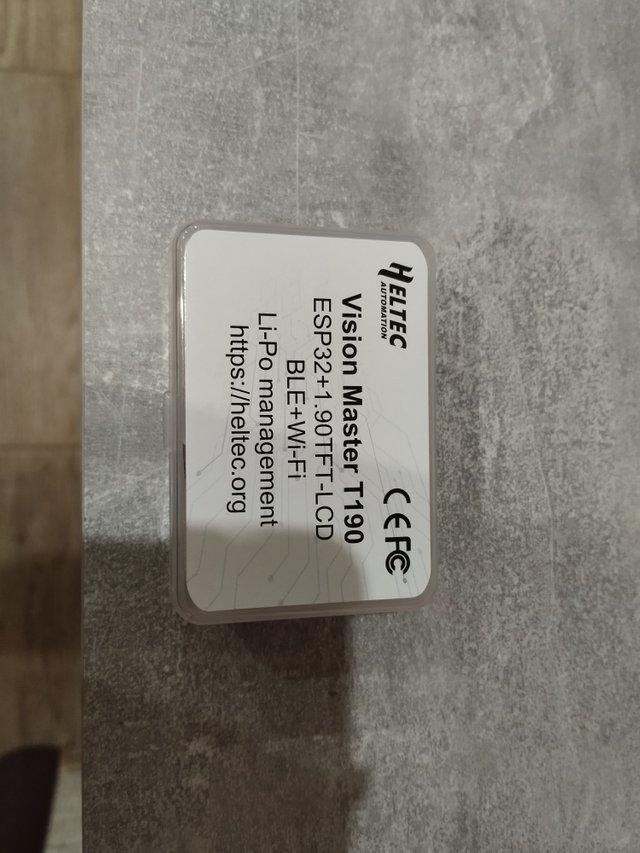 HELTEC
AUTOMATION
CE FC
Vision Master T190
ESP32+1.90TFT-LCD
BLE+Wi-Fi
Li-Po management
https://heltec.org